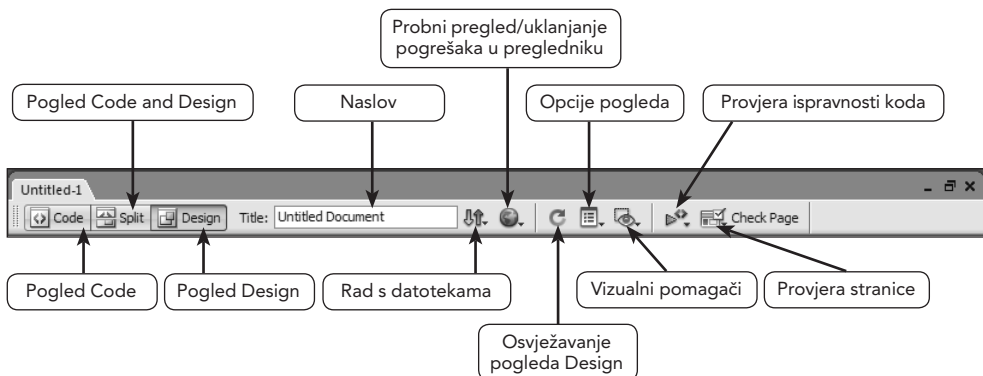 Probni pregled/uklanjanje
pogrešaka u pregledniku
Pogled Code and Design
Naslov
Opcije pogleda
Provjera ispravnosti koda
Untitled-1
Code
Split
Design
Title:
Untitled Document
Check Page
Pogled Code
Pogled Design
Rad s datotekama
Vizualni pomagači
Provjera stranice
Osvježavanje
pogleda Design